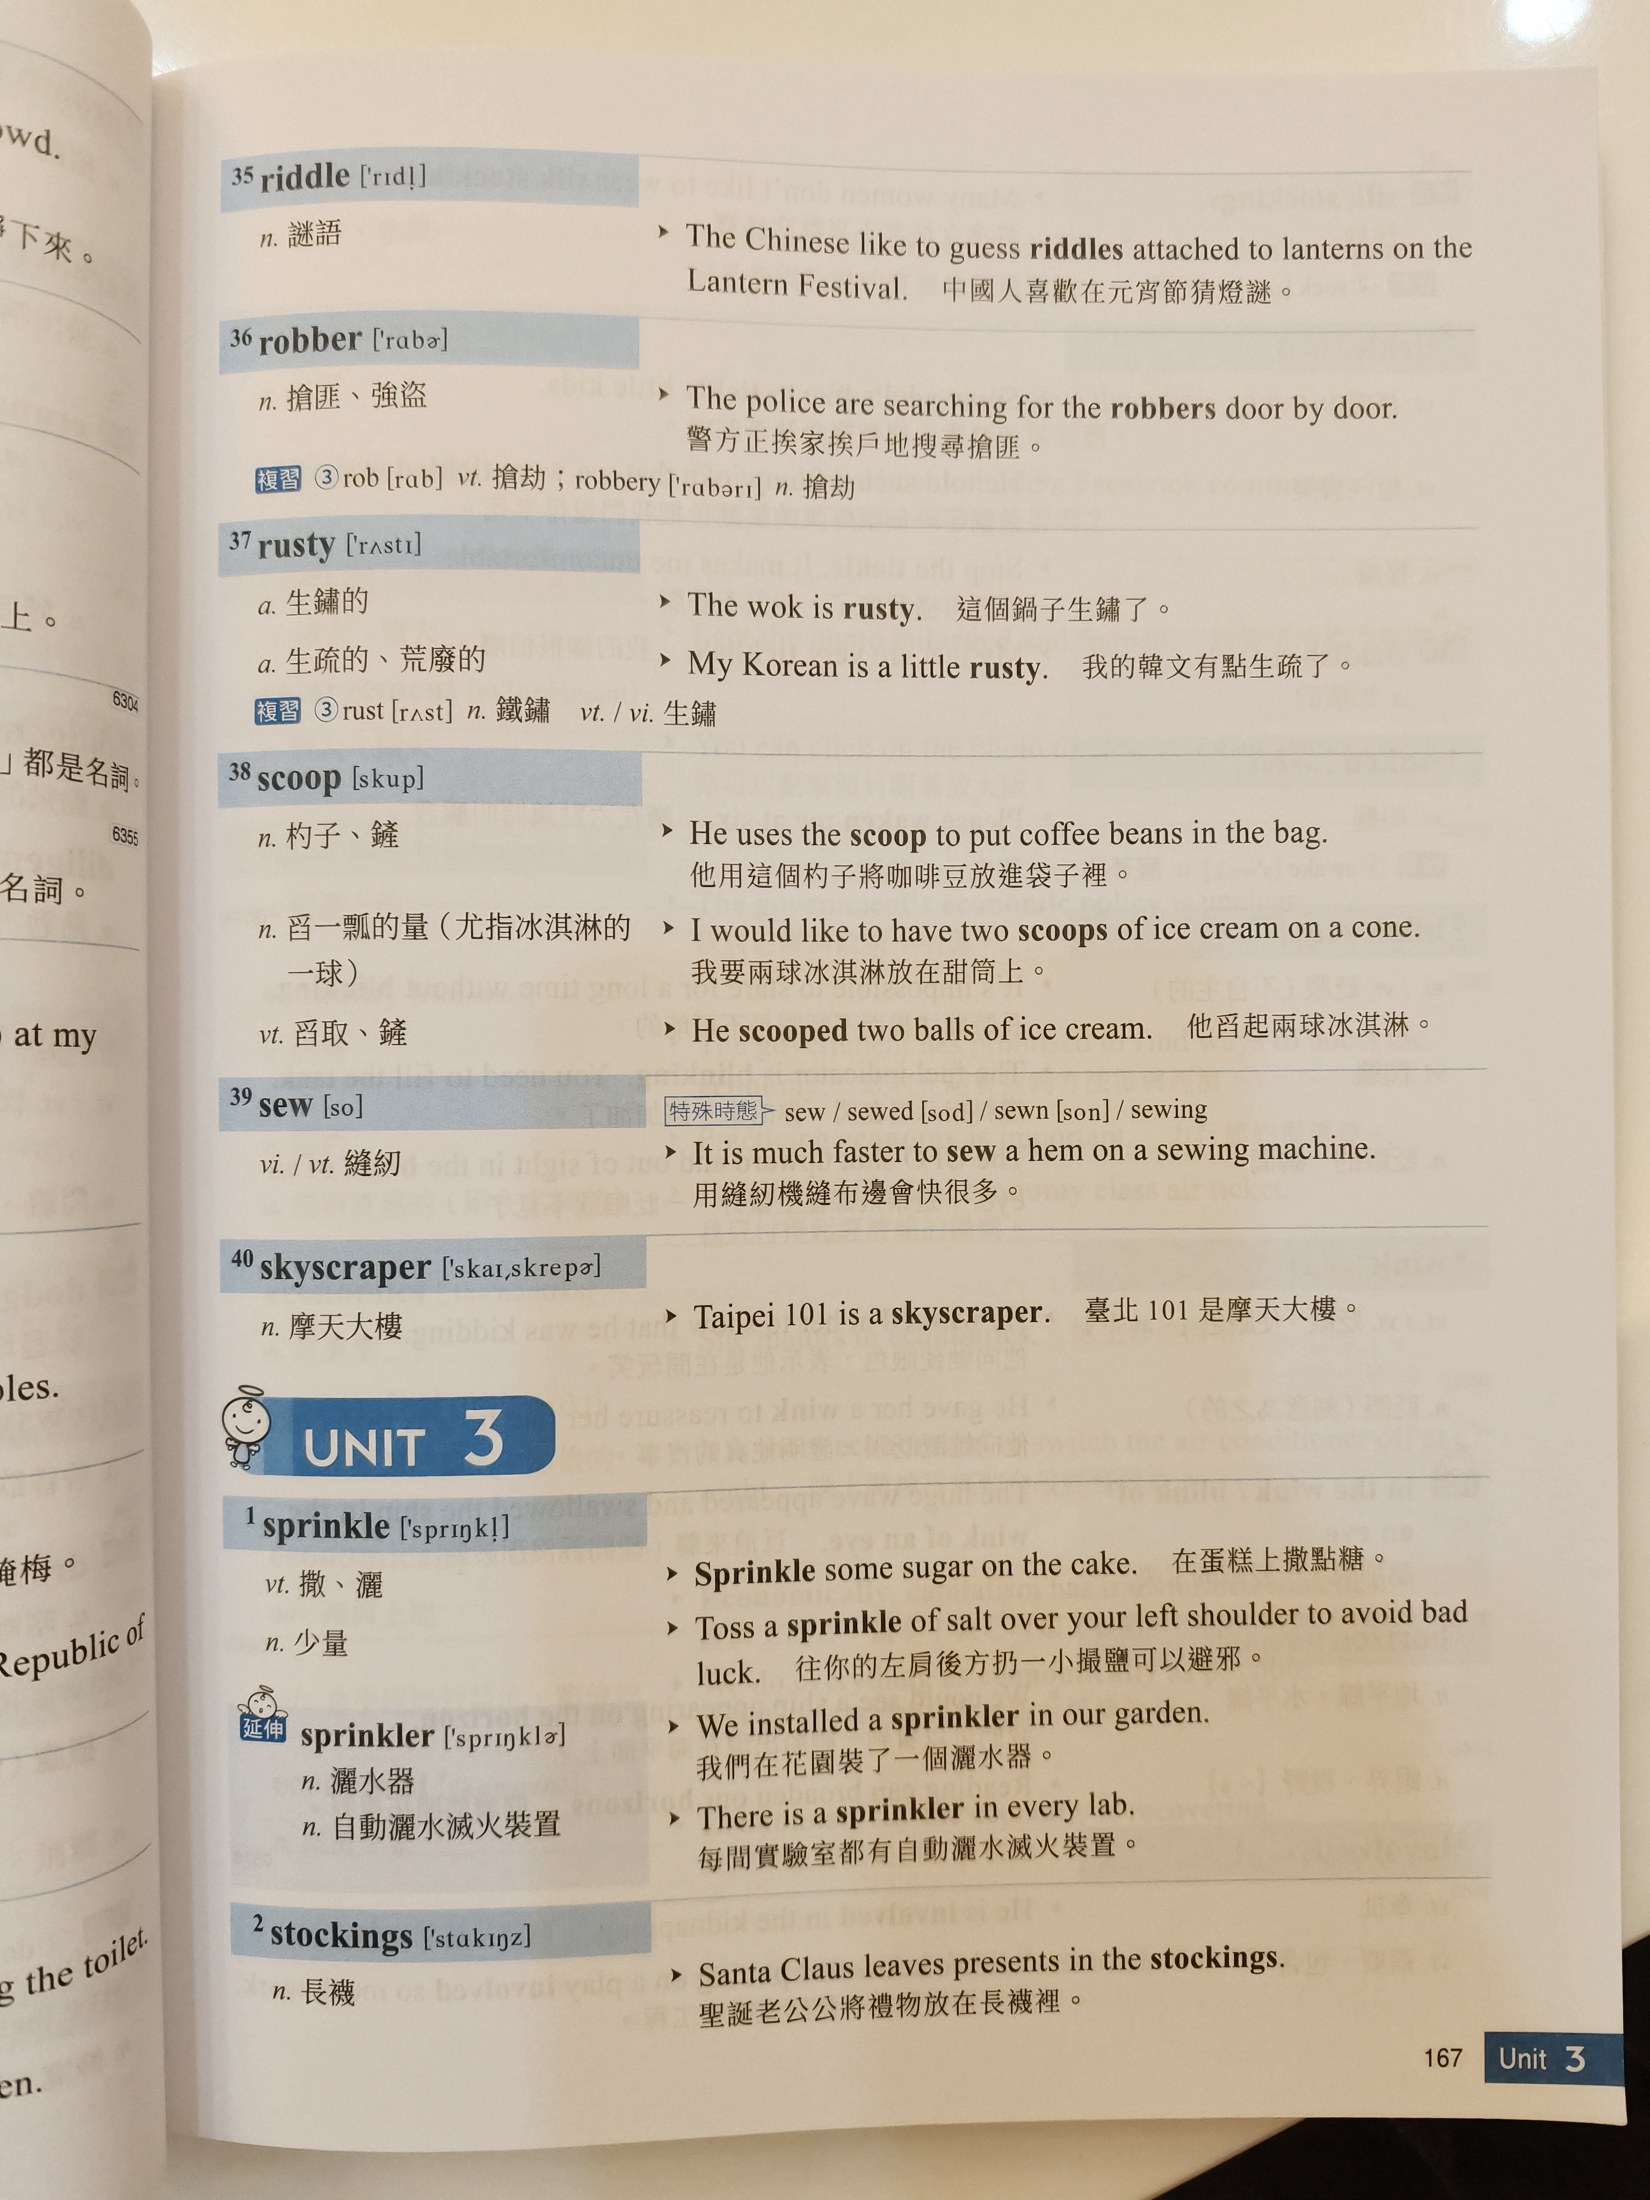 owd.
下來。
上。
6304
」都是名詞。
6355
名詞。
at my
oles.
醃梅。
Republic of
g the toilet.
en.
35 riddle [ˈrɪdl̩]
n. 謎語
➤ The Chinese like to guess riddles attached to lanterns on the
Lantern Festival. 中國人喜歡在元宵節猜燈謎。
36 robber [ˈrɑbɚ]
n. 搶匪、強盜
➤ The police are searching for the robbers door by door.
警方正挨家挨戶地搜尋搶匪。
複習 ③rob [rɑb] vt. 搶劫；robbery [ˈrɑbərɪ] n. 搶劫
37 rusty [ˈrʌstɪ]
a. 生鏽的
➤ The wok is rusty. 這個鍋子生鏽了。
a. 生疏的、荒廢的
➤ My Korean is a little rusty. 我的韓文有點生疏了。
複習 ③rust [rʌst] n. 鐵鏽 vt. / vi. 生鏽
38 scoop [skup]
n. 杓子、鏟
➤ He uses the scoop to put coffee beans in the bag.
他用這個杓子將咖啡豆放進袋子裡。
n. 舀一瓢的量（尤指冰淇淋的
一球）
➤ I would like to have two scoops of ice cream on a cone.
我要兩球冰淇淋放在甜筒上。
vt. 舀取、鏟
➤ He scooped two balls of ice cream. 他舀起兩球冰淇淋。
39 sew [so]
特殊時態 sew / sewed [sod] / sewn [son] / sewing
vi. / vt. 縫紉
➤ It is much faster to sew a hem on a sewing machine.
用縫紉機縫布邊會快很多。
40 skyscraper [ˈskaɪˌskrepɚ]
n. 摩天大樓
➤ Taipei 101 is a skyscraper. 臺北 101 是摩天大樓。
UNIT 3
1 sprinkle [ˈsprɪŋkl̩]
vt. 撒、灑
➤ Sprinkle some sugar on the cake. 在蛋糕上撒點糖。
n. 少量
➤ Toss a sprinkle of salt over your left shoulder to avoid bad
luck. 往你的左肩後方扔一小撮鹽可以避邪。
延伸 sprinkler [ˈsprɪŋklɚ]
n. 灑水器
➤ We installed a sprinkler in our garden.
我們在花園裝了一個灑水器。
n. 自動灑水滅火裝置
➤ There is a sprinkler in every lab.
每間實驗室都有自動灑水滅火裝置。
2 stockings [ˈstɑkɪŋz]
n. 長襪
➤ Santa Claus leaves presents in the stockings.
聖誕老公公將禮物放在長襪裡。
167 Unit 3